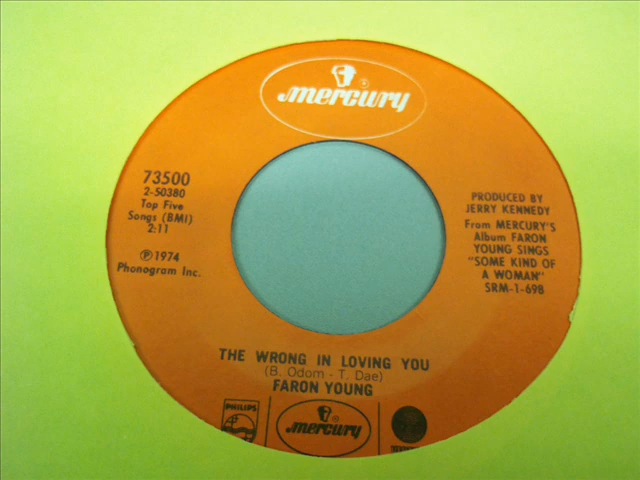 mercury
73500
2-50380
Top Five
Songs (BMI)
2:11
℗ 1974
Phonogram Inc.
PRODUCED BY
JERRY KENNEDY
From MERCURY'S
Album FARON
YOUNG SINGS
"SOME KIND OF
A WOMAN"
SRM-1-698
THE WRONG IN LOVING YOU
(B. Odom - T. Dae)
FARON YOUNG
PHILIPS
mercury